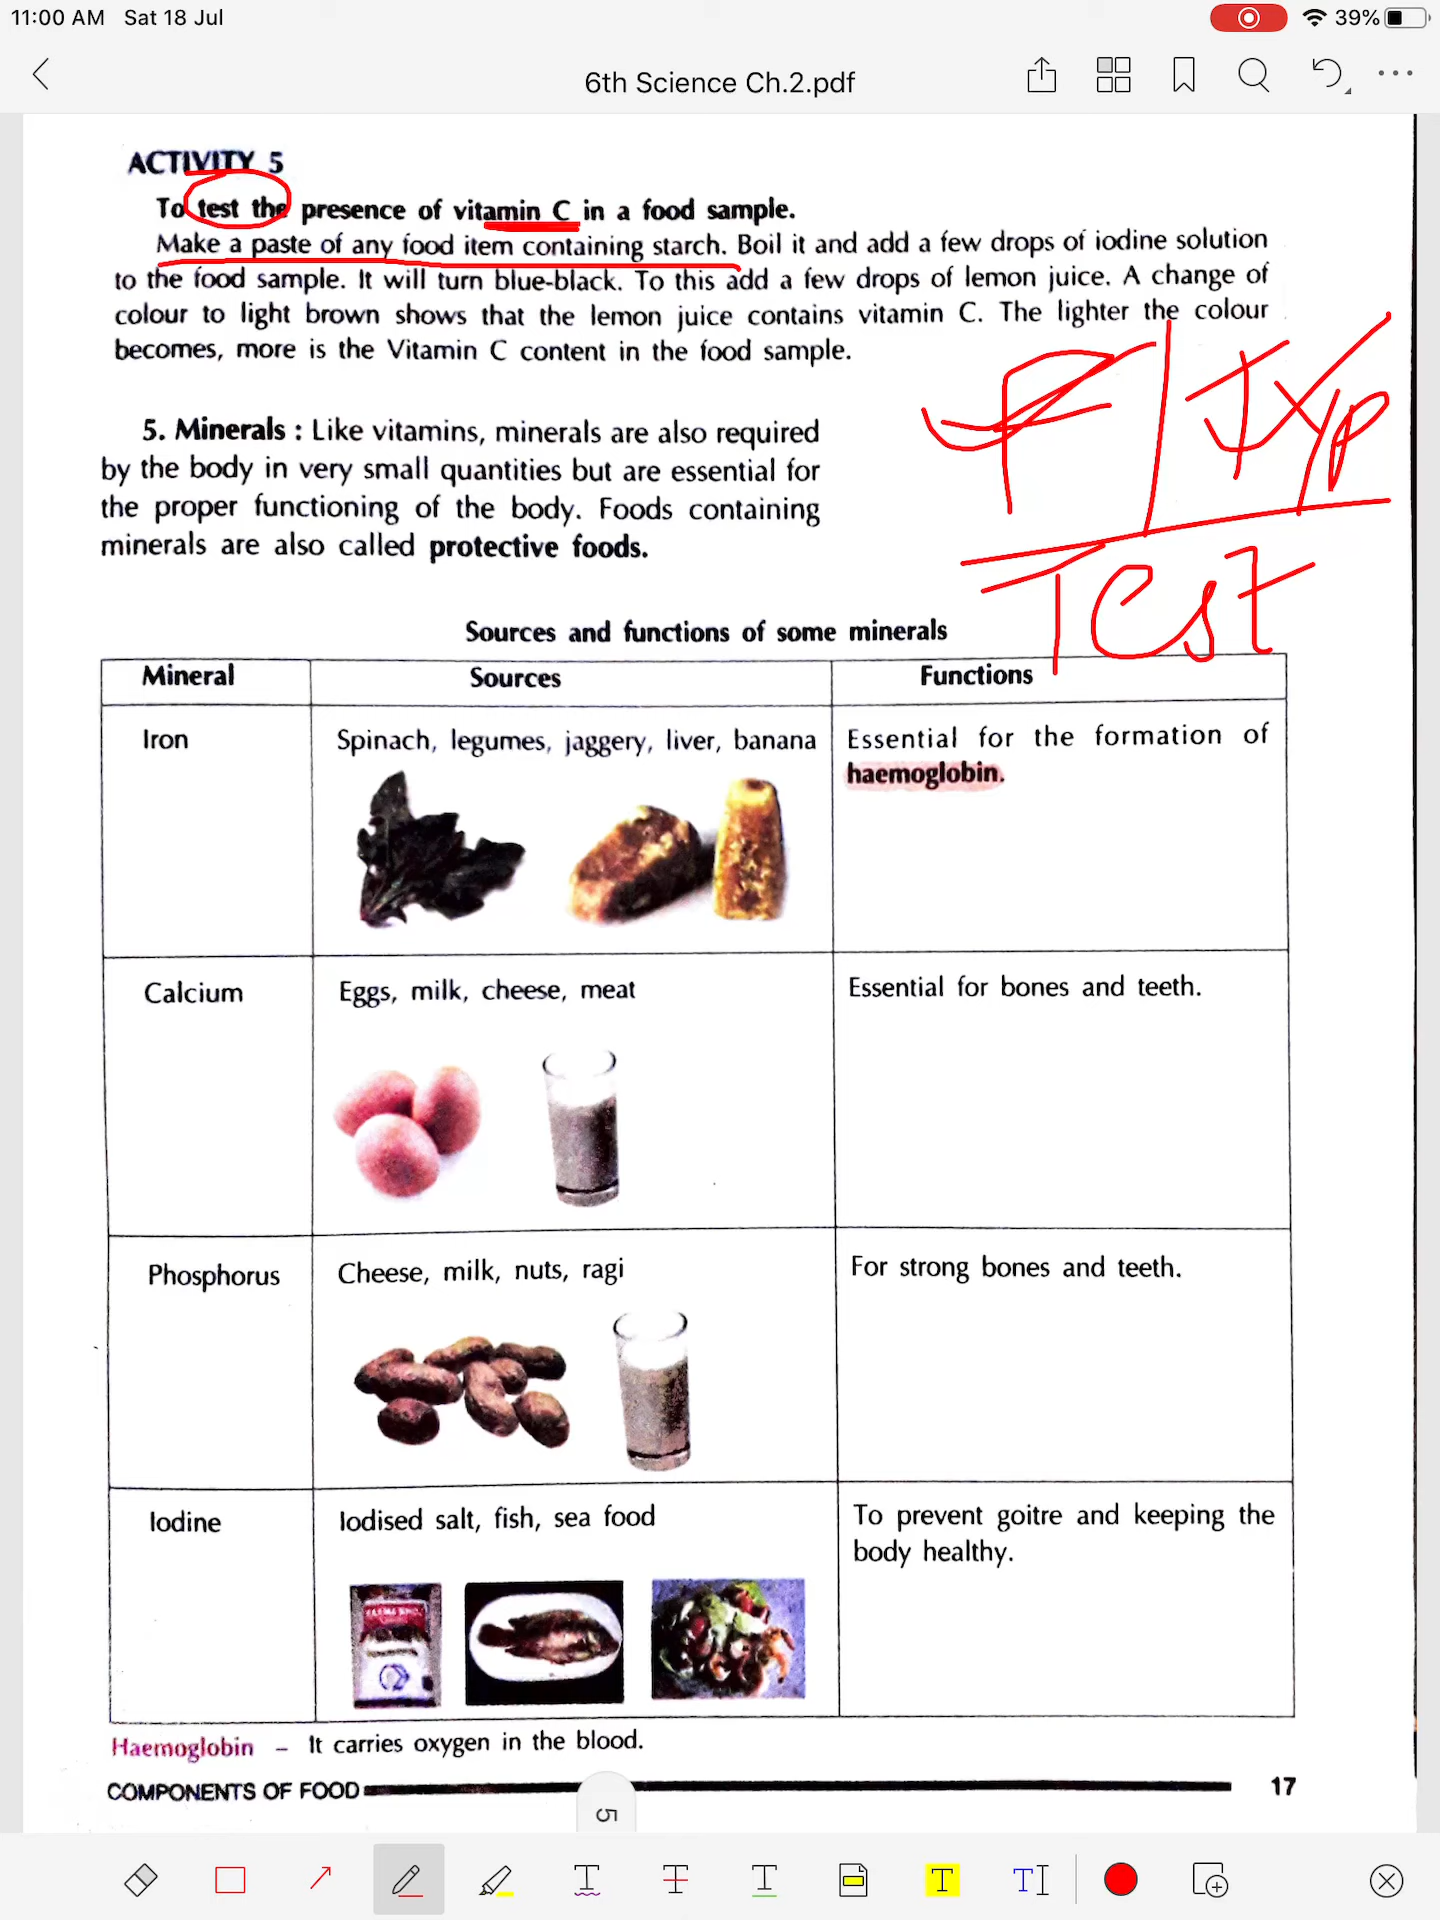 11:00 AM Sat 18 Jul
39%
6th Science Ch.2.pdf
ACTIVITY 5
To test the presence of vitamin C in a food sample.
Make a paste of any food item containing starch. Boil it and add a few drops of iodine solution
to the food sample. It will turn blue-black. To this add a few drops of lemon juice. A change of
colour to light brown shows that the lemon juice contains vitamin C. The lighter the colour
becomes, more is the Vitamin C content in the food sample.
5. Minerals : Like vitamins, minerals are also required
by the body in very small quantities but are essential for
the proper functioning of the body. Foods containing
minerals are also called protective foods.
Test
Sources and functions of some minerals
Mineral Sources Functions
Iron Spinach, legumes, jaggery, liver, banana Essential for the formation of
haemoglobin.
Calcium Eggs, milk, cheese, meat Essential for bones and teeth.
Phosphorus Cheese, milk, nuts, ragi For strong bones and teeth.
Iodine Iodised salt, fish, sea food To prevent goitre and keeping the
body healthy.
Haemoglobin – It carries oxygen in the blood.
COMPONENTS OF FOOD 17
5